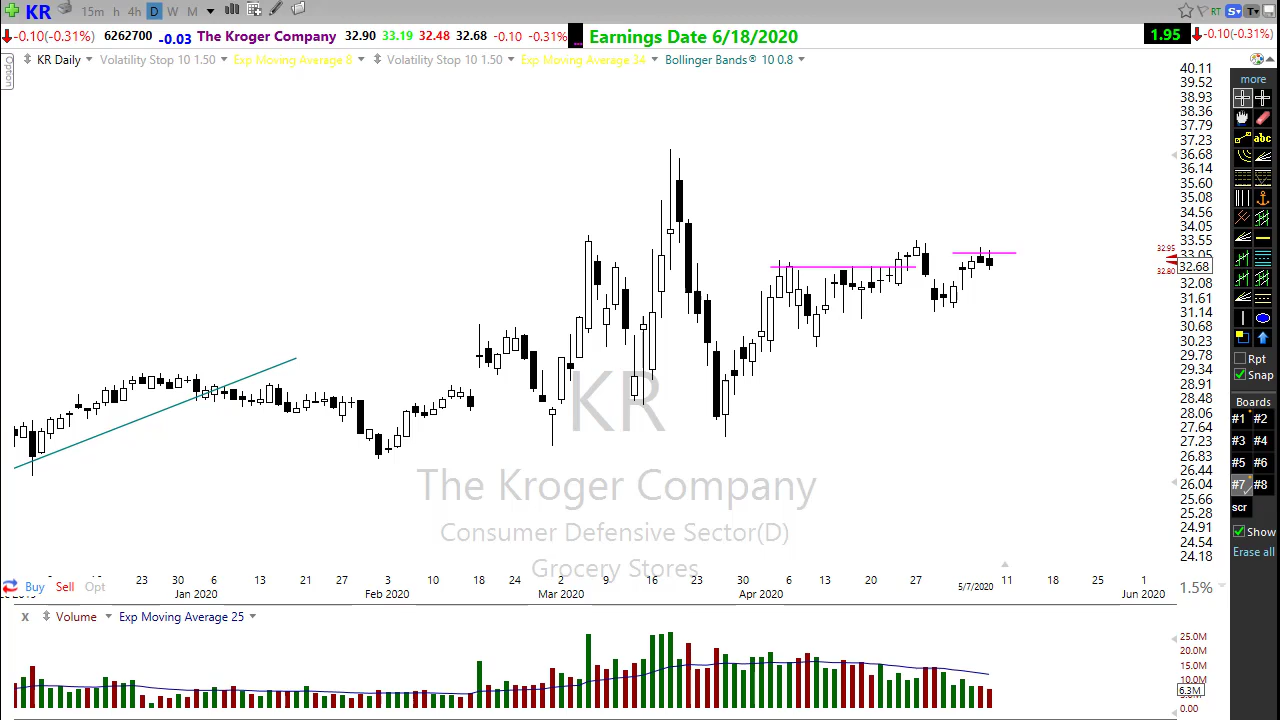 KR 15m h 4h D W M RT S T
-0.10(-0.31%) 6262700 -0.03 The Kroger Company 32.90 33.19 32.48 32.68 -0.10 -0.31% Earnings Date 6/18/2020 1.95 -0.10(-0.31%)
Option
KR Daily Volatility Stop 10 1.50 Exp Moving Average 8 Volatility Stop 10 1.50 Exp Moving Average 34 Bollinger Bands® 10 0.8
40.11
39.52
38.93
38.36
37.79
37.23
36.68
36.14
35.60
35.08
34.56
34.05
33.55
33.05
32.95
32.68
32.80
32.08
31.61
31.14
30.68
30.23
29.78
29.34
28.91
28.48
28.06
27.64
27.23
26.83
26.44
26.04
25.66
25.28
24.91
24.54
24.18
KR
The Kroger Company
Consumer Defensive Sector(D)
Grocery Stores
23 30 6 13 21 27 3 10 18 24 2 9 16 23 30 6 13 20 27 5/7/2020 11 18 25 1
Jan 2020 Feb 2020 Mar 2020 Apr 2020 Jun 2020
Buy Sell Opt
1.5%
x Volume Exp Moving Average 25
25.0M
20.0M
15.0M
10.0M
6.3M
0.00
more
abc
Rpt
Snap
Boards
#1 #2
#3 #4
#5 #6
#7 #8
scr
Show
Erase all